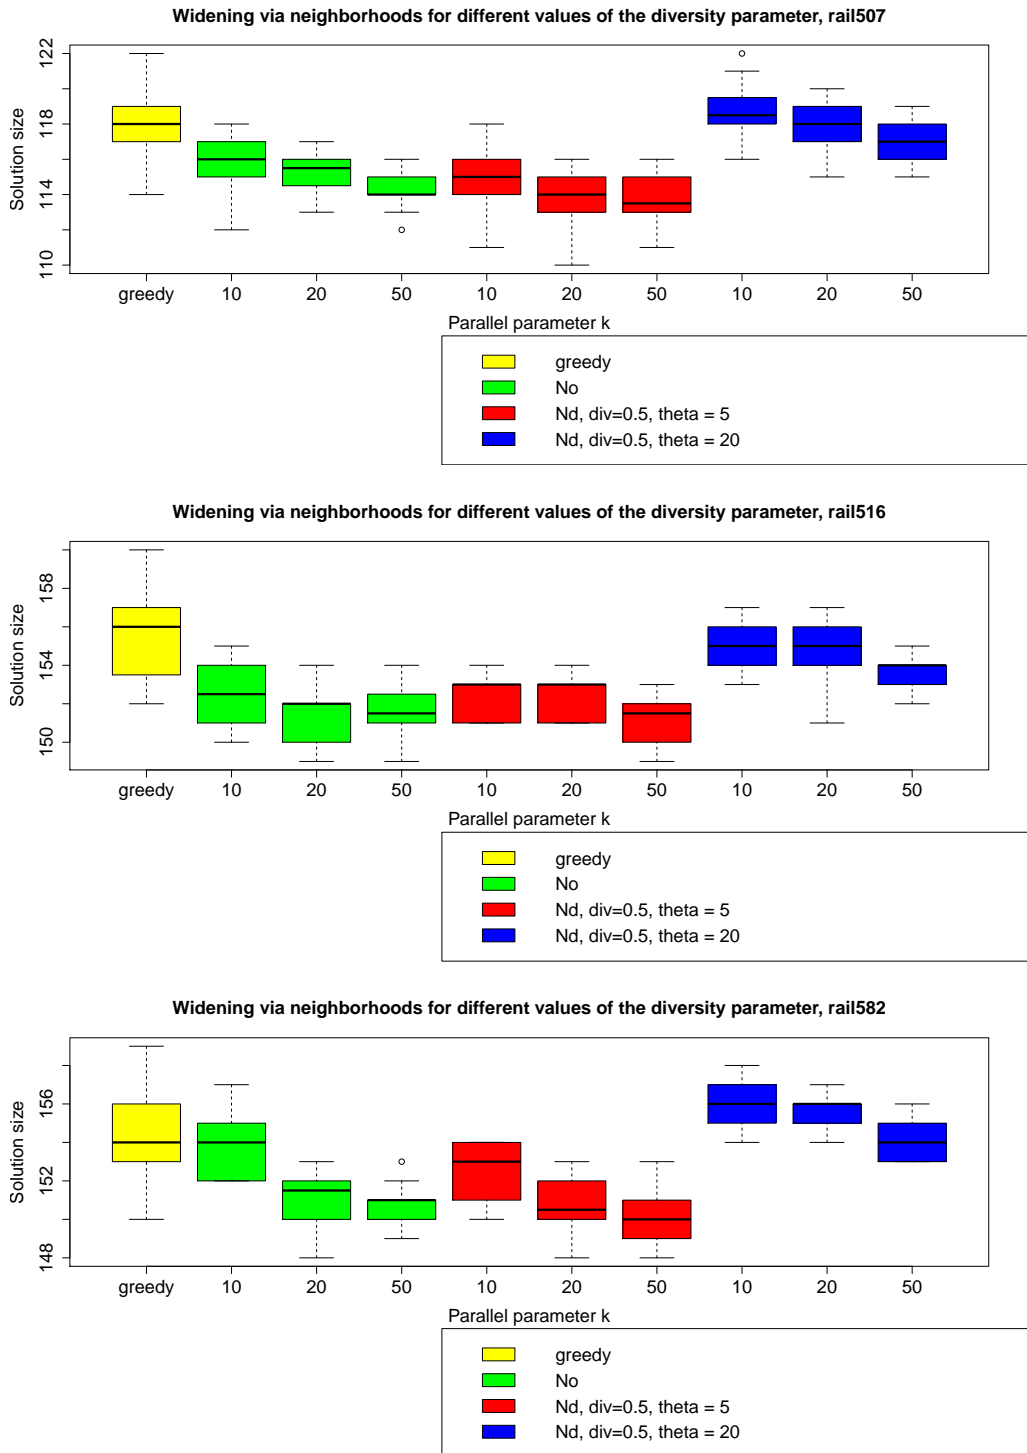 Widening via neighborhoods for different values of the diversity parameter, rail507
Solution size
110 114 118 122
greedy 10 20 50 10 20 50 10 20 50
Parallel parameter k
greedy
No
Nd, div=0.5, theta = 5
Nd, div=0.5, theta = 20
Widening via neighborhoods for different values of the diversity parameter, rail516
Solution size
150 154 158
greedy 10 20 50 10 20 50 10 20 50
Parallel parameter k
greedy
No
Nd, div=0.5, theta = 5
Nd, div=0.5, theta = 20
Widening via neighborhoods for different values of the diversity parameter, rail582
Solution size
148 152 156
greedy 10 20 50 10 20 50 10 20 50
Parallel parameter k
greedy
No
Nd, div=0.5, theta = 5
Nd, div=0.5, theta = 20